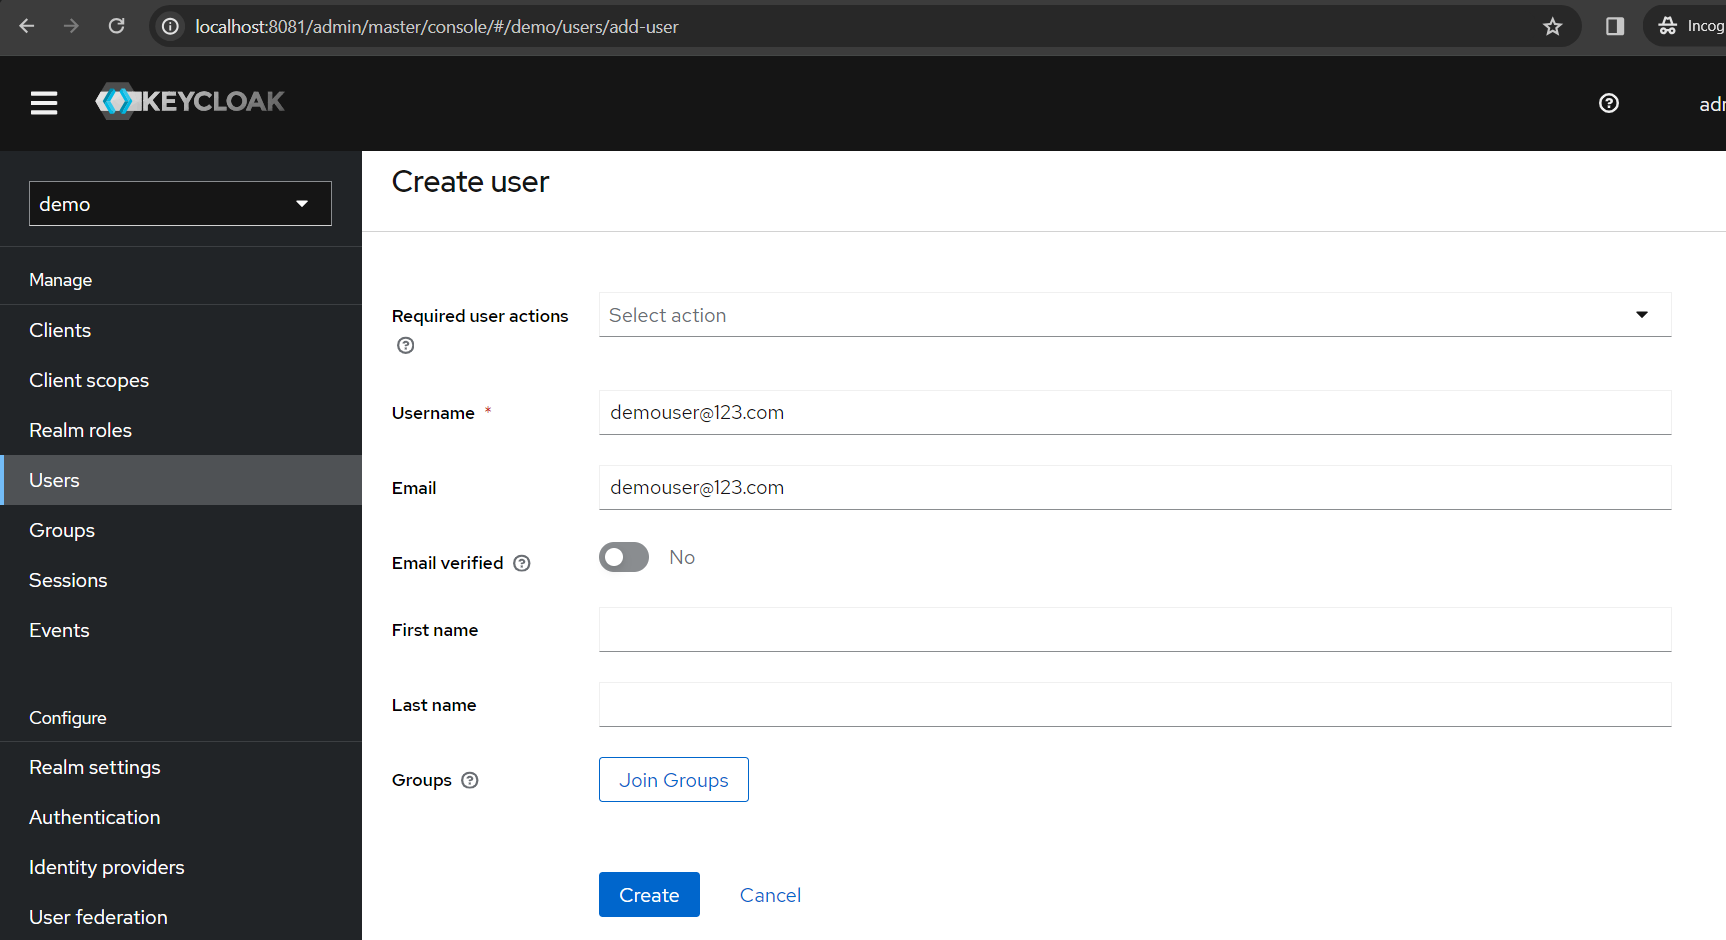 localhost:8081/admin/master/console/#/demo/users/add-user
KEYCLOAK
demo
Manage
Clients
Client scopes
Realm roles
Users
Groups
Sessions
Events
Configure
Realm settings
Authentication
Identity providers
User federation
Create user
Required user actions
Select action
Username *
demouser@123.com
Email
demouser@123.com
Email verified
No
First name
Last name
Groups
Join Groups
Create
Cancel